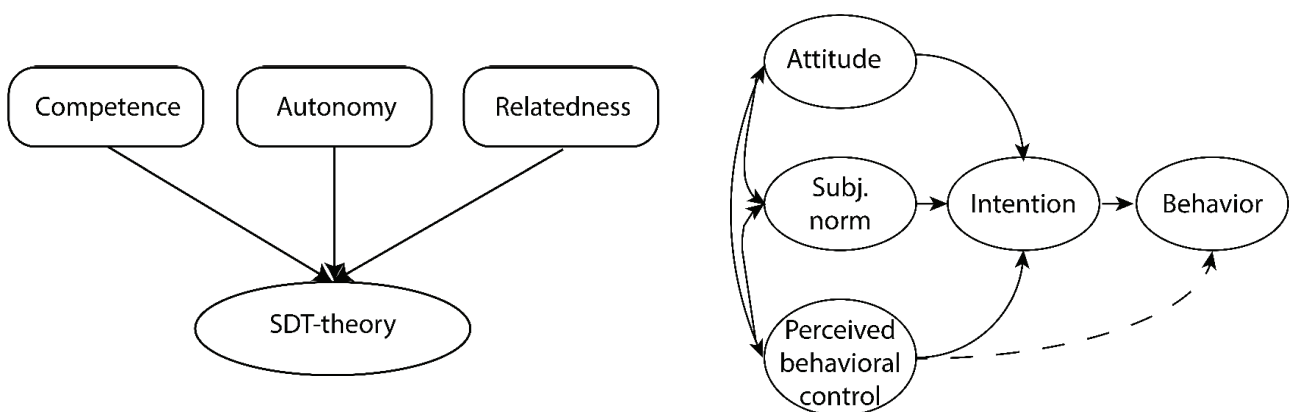 Competence
Autonomy
Relatedness
SDT-theory
Attitude
Subj.
norm
Intention
Behavior
Perceived
behavioral
control